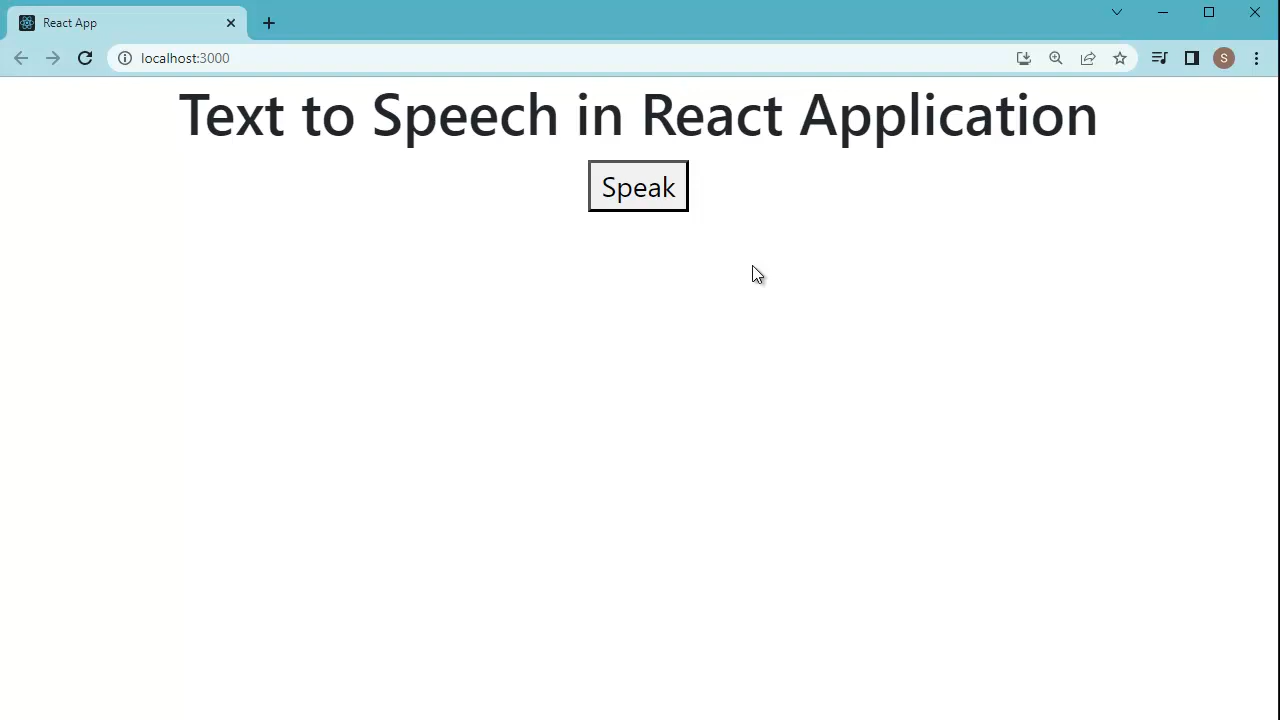 React App
localhost:3000
S
Text to Speech in React Application
Speak